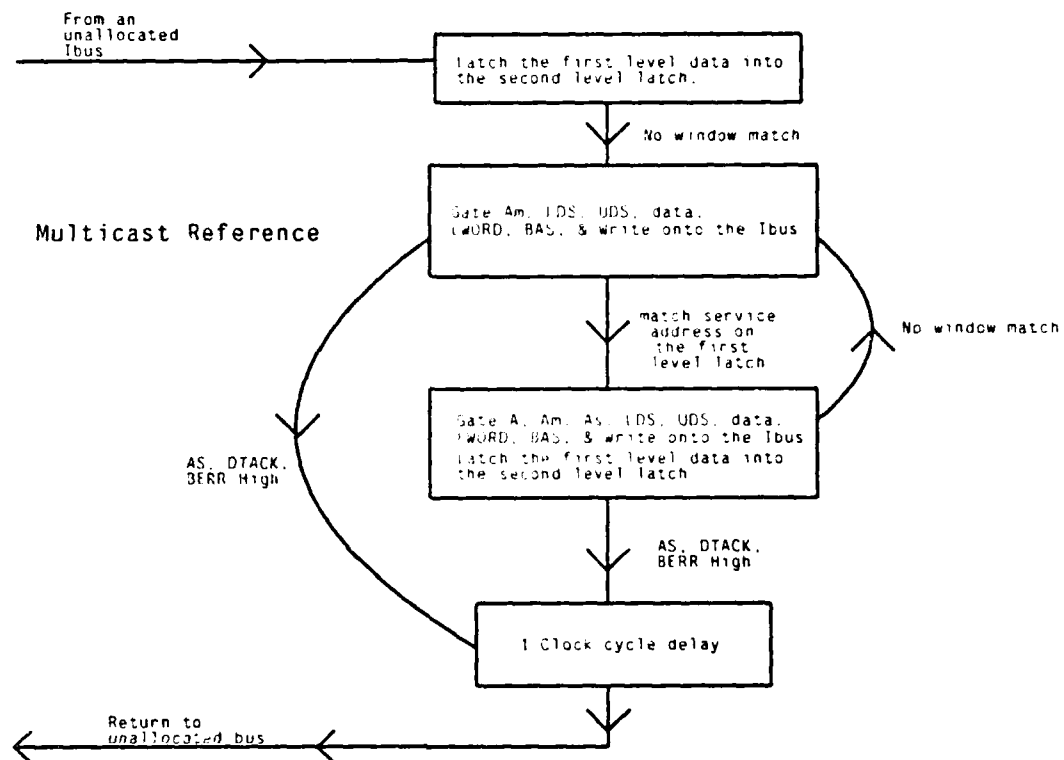 From an
unallocated
Ibus
Latch the first level data into
the second level latch.
No window match
Multicast Reference
Gate Am, LDS, UDS, data,
LWORD, BAS, & Write onto the Ibus
match service
address on
the first
level latch
No window match
Gate A, Am, As, LDS, UDS, data,
LWORD, BAS, & Write onto the Ibus
Latch the first level data into
the second level latch
AS, DTACK,
BERR High
AS, DTACK,
BERR High
1 Clock cycle delay
Return to
unallocated bus